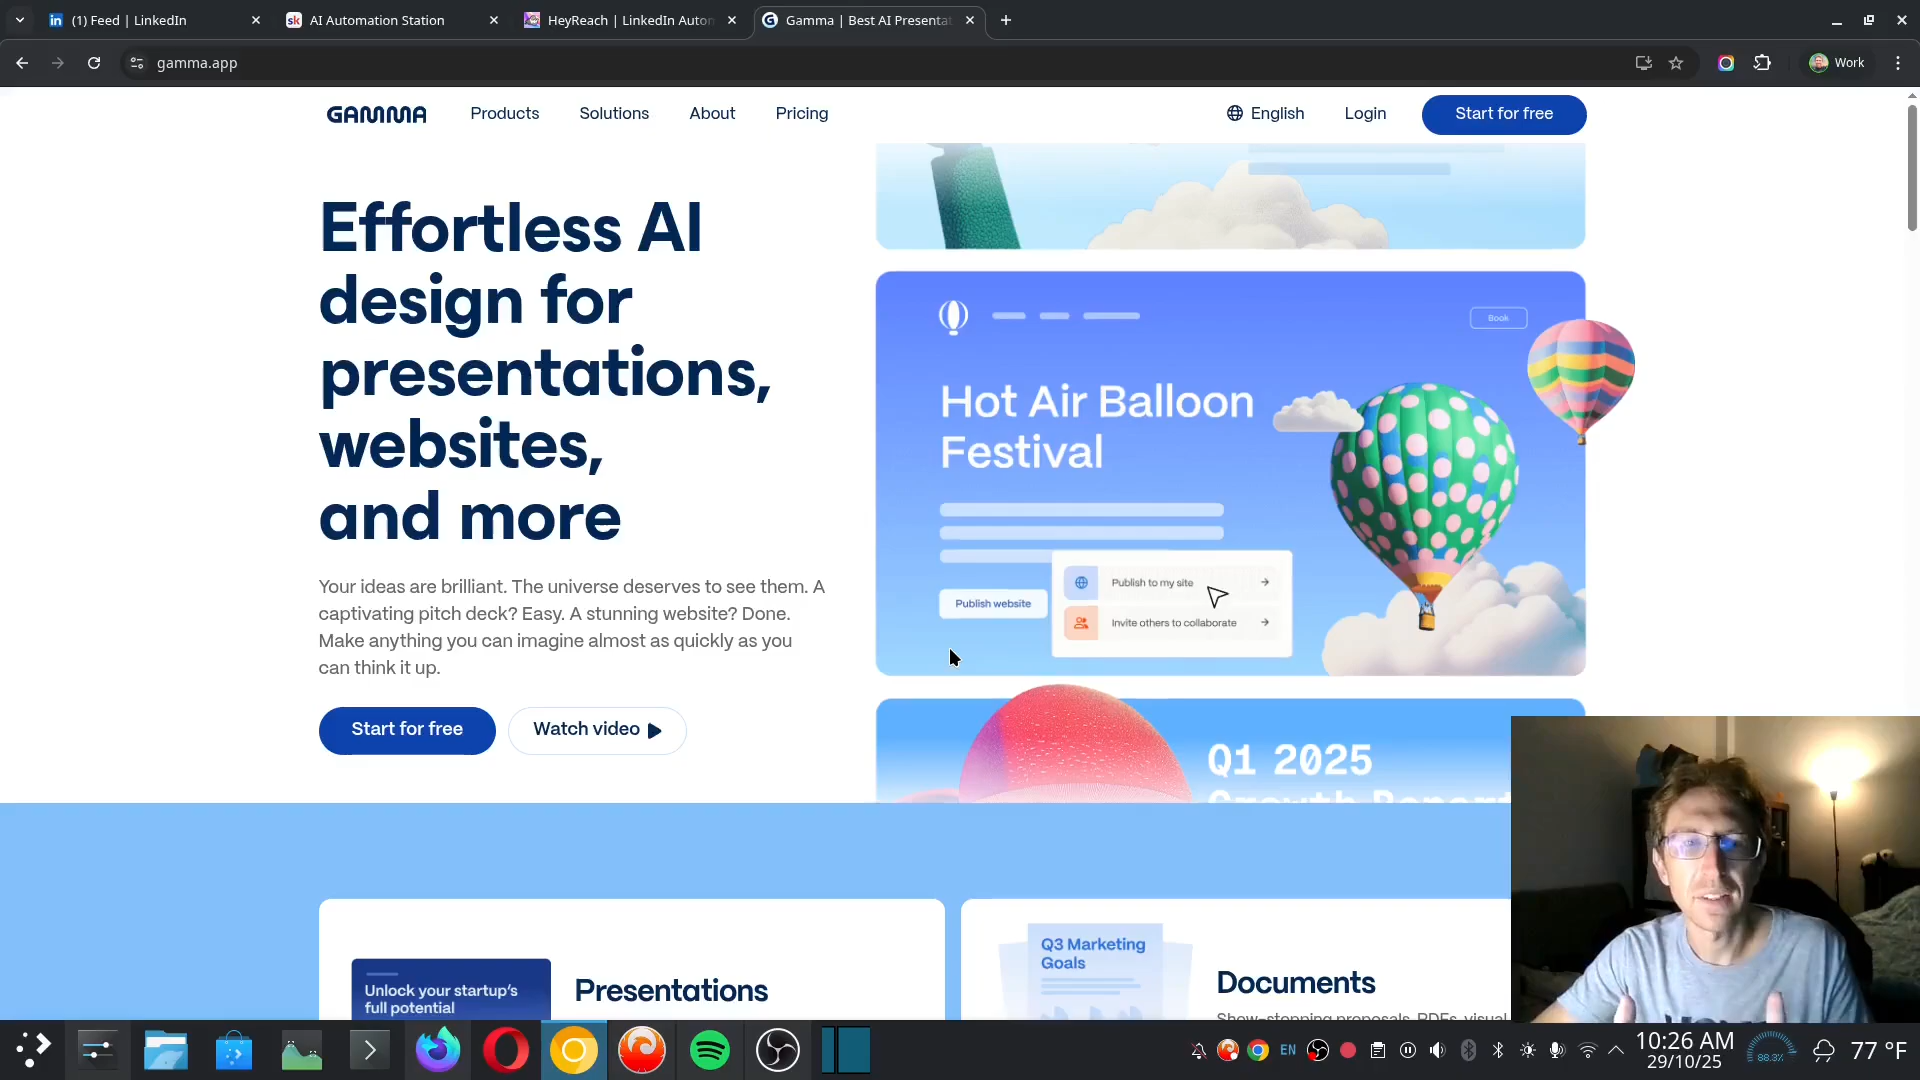 (1) Feed | LinkedIn
AI Automation Station
HeyReach | LinkedIn Auton
Gamma | Best AI Presentat
gamma.app
Work
GAMMA
Products
Solutions
About
Pricing
English
Login
Start for free
Effortless AI
design for
presentations,
websites,
and more
Your ideas are brilliant. The universe deserves to see them. A
captivating pitch deck? Easy. A stunning website? Done.
Make anything you can imagine almost as quickly as you
can think it up.
Start for free
Watch video
Book
Hot Air Balloon
Festival
Publish website
Publish to my site
Invite others to collaborate
Q1 2025
Growth Report
Unlock your startup's
full potential
Presentations
Q3 Marketing
Goals
Documents
Show-stopping proposals, PDFs, visual
EN
10:26 AM
29/10/25
88.3%
77 °F